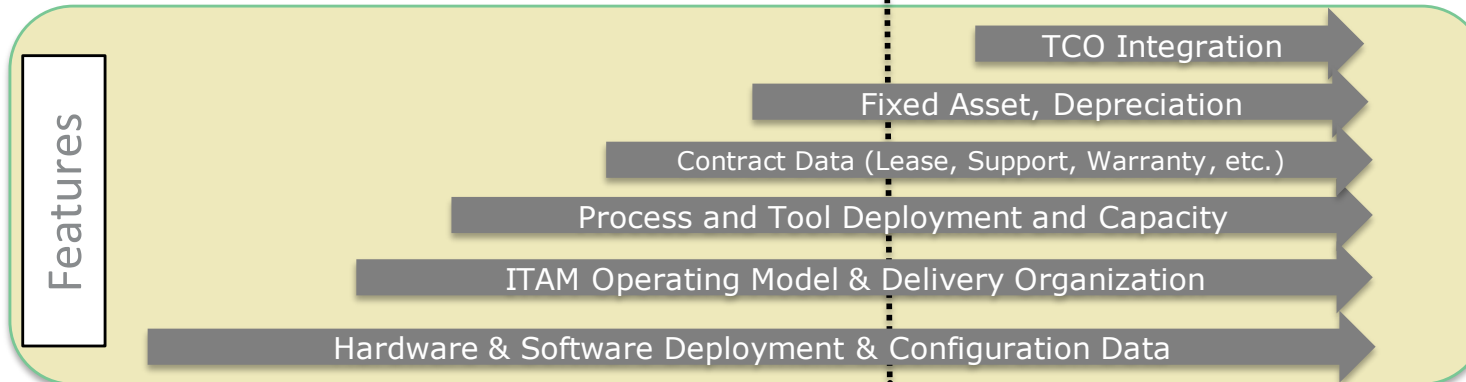 Features
TCO Integration
Fixed Asset, Depreciation
Contract Data (Lease, Support, Warranty, etc.)
Process and Tool Deployment and Capacity
ITAM Operating Model & Delivery Organization
Hardware & Software Deployment & Configuration Data